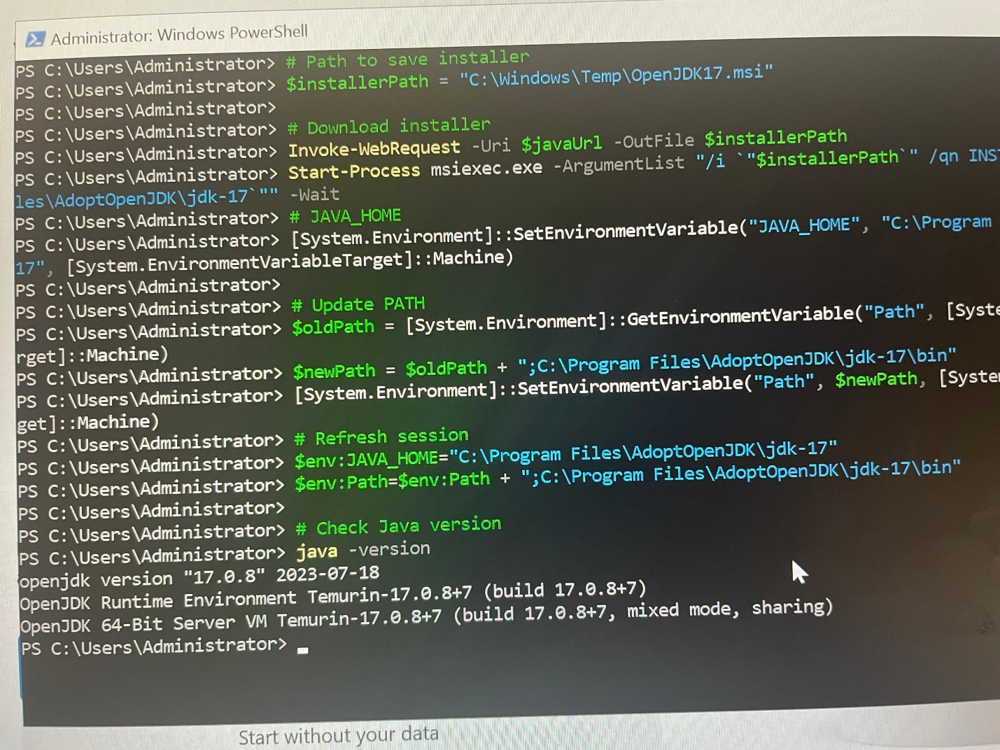 Administrator: Windows PowerShell
PS C:\Users\Administrator> # Path to save installer
PS C:\Users\Administrator> $installerPath = "C:\Windows\Temp\OpenJDK17.msi"
PS C:\Users\Administrator>
PS C:\Users\Administrator> # Download installer
PS C:\Users\Administrator> Invoke-WebRequest -Uri $javaUrl -OutFile $installerPath
PS C:\Users\Administrator> Start-Process msiexec.exe -ArgumentList "/i `"$installerPath`" /qn INS
les\AdoptOpenJDK\jdk-17`"" -Wait
PS C:\Users\Administrator> # JAVA_HOME
PS C:\Users\Administrator> [System.Environment]::SetEnvironmentVariable("JAVA_HOME", "C:\Program
17", [System.EnvironmentVariableTarget]::Machine)
PS C:\Users\Administrator>
PS C:\Users\Administrator> # Update PATH
PS C:\Users\Administrator> $oldPath = [System.Environment]::GetEnvironmentVariable("Path", [Syste
rget]::Machine)
PS C:\Users\Administrator> $newPath = $oldPath + ";C:\Program Files\AdoptOpenJDK\jdk-17\bin"
PS C:\Users\Administrator> [System.Environment]::SetEnvironmentVariable("Path", $newPath, [System
get]::Machine)
PS C:\Users\Administrator> # Refresh session
PS C:\Users\Administrator> $env:JAVA_HOME="C:\Program Files\AdoptOpenJDK\jdk-17"
PS C:\Users\Administrator> $env:Path=$env:Path + ";C:\Program Files\AdoptOpenJDK\jdk-17\bin"
PS C:\Users\Administrator>
PS C:\Users\Administrator> # Check Java version
PS C:\Users\Administrator> java -version
openjdk version "17.0.8" 2023-07-18
OpenJDK Runtime Environment Temurin-17.0.8+7 (build 17.0.8+7)
OpenJDK 64-Bit Server VM Temurin-17.0.8+7 (build 17.0.8+7, mixed mode, sharing)
PS C:\Users\Administrator>
Start without your data